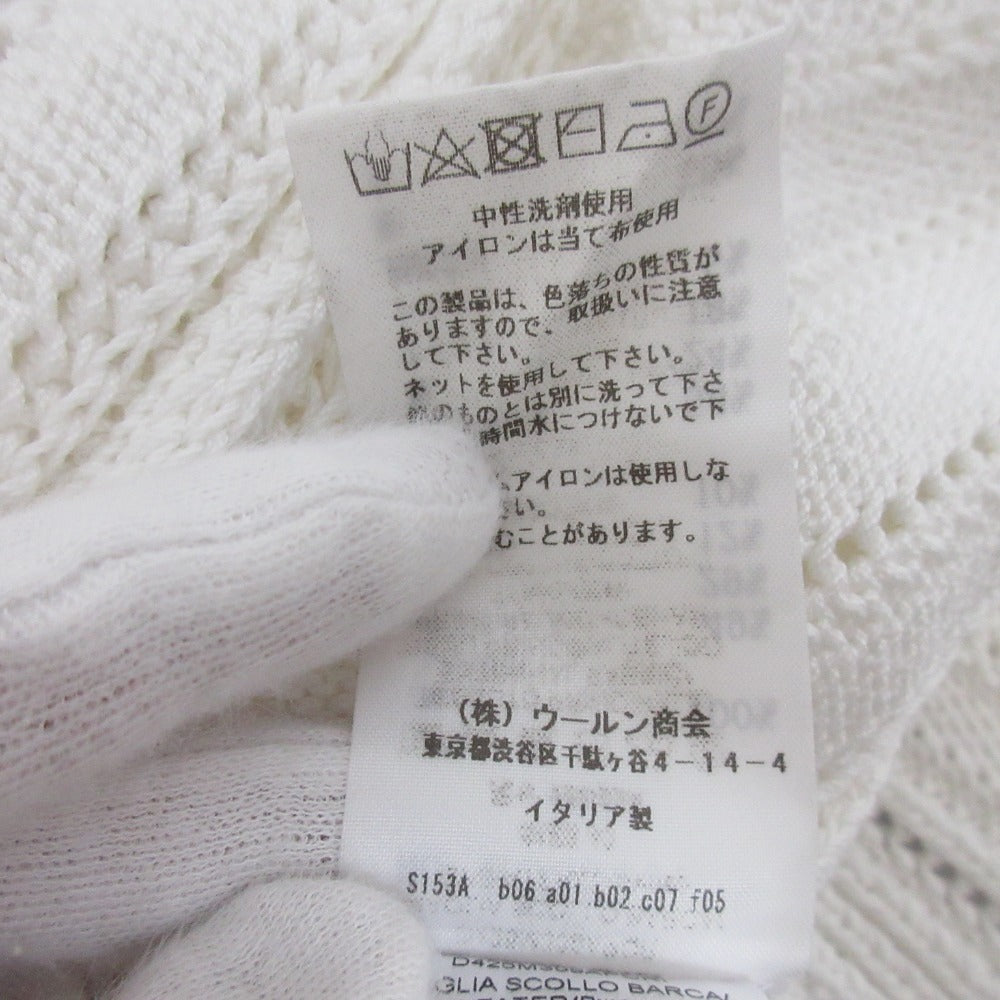 F
中性洗剤使用
アイロンは当て布使用
この製品は、色落ちの性質が
ありますので、取扱いに注意
して下さい。
ネットを使用して下さい。
のものとは別に洗って下さ
時間水につけないで下
アイロンは使用しな
い。
むことがあります。
（株）ウールン商会
東京都渋谷区千駄ヶ谷4-14-4
イタリア製
S153A b06 a01 b02 c07 f05
GLIA SCOLLO BARCA/